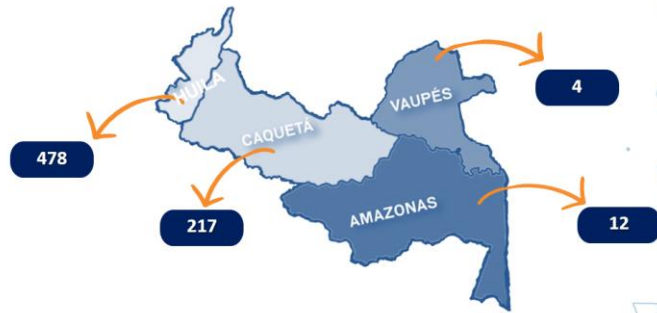 HUILA
VAUPÉS
4
CAQUETÁ
478
217
AMAZONAS
12